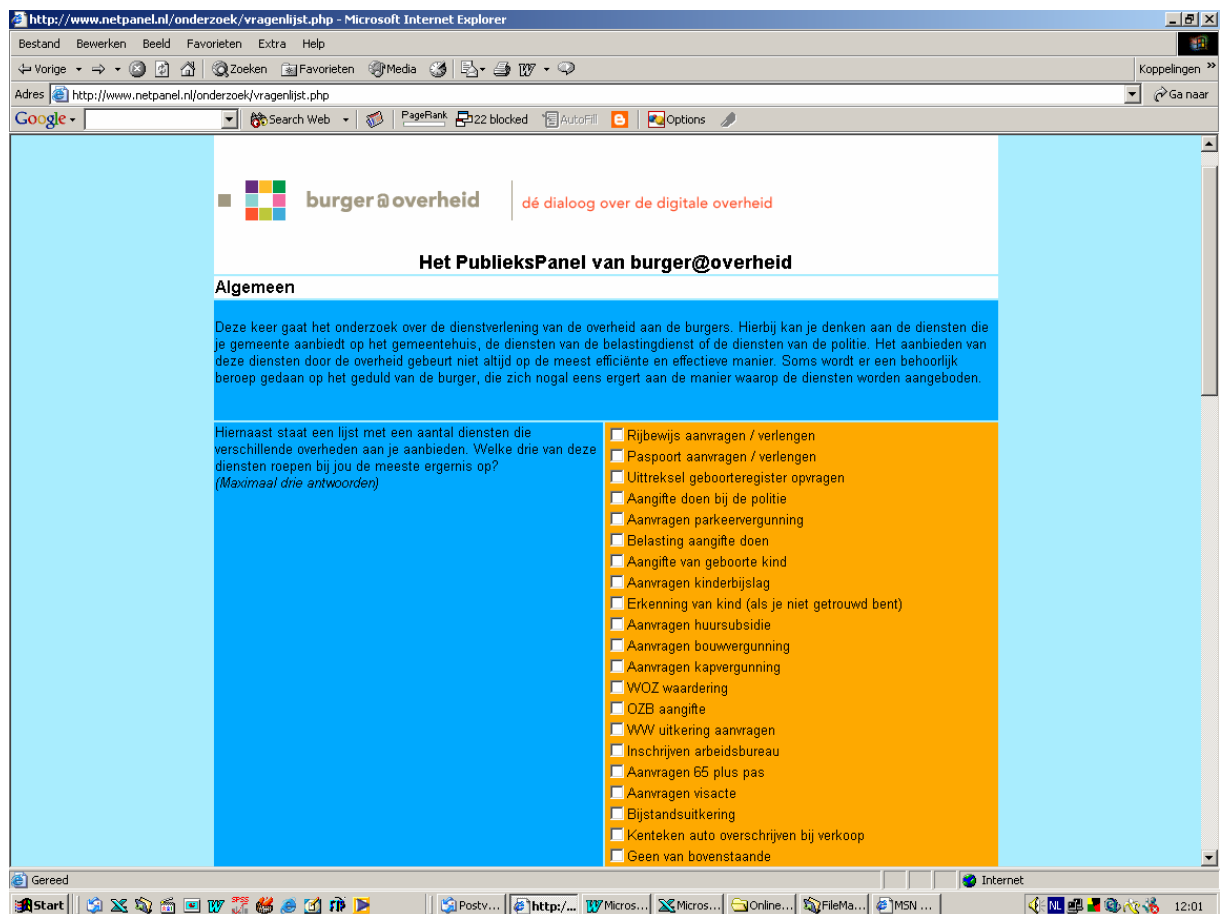 http://www.netpanel.nl/onderzoek/vragenlijst.php - Microsoft Internet Explorer
Bestand Bewerken Beeld Favorieten Extra Help
Vorige Zoeken Favorieten Media Koppelingen »
Adres http://www.netpanel.nl/onderzoek/vragenlijst.php Ga naar
Google Search Web PageRank 22 blocked AutoFill Options
burger@overheid dé dialoog over de digitale overheid
Het PublieksPanel van burger@overheid
Algemeen
Deze keer gaat het onderzoek over de dienstverlening van de overheid aan de burgers. Hierbij kan je denken aan de diensten die
je gemeente aanbiedt op het gemeentehuis, de diensten van de belastingdienst of de diensten van de politie. Het aanbieden van
deze diensten door de overheid gebeurt niet altijd op de meest efficiënte en effectieve manier. Soms wordt er een behoorlijk
beroep gedaan op het geduld van de burger, die zich nogal eens ergert aan de manier waarop de diensten worden aangeboden.
Hiernaast staat een lijst met een aantal diensten die
verschillende overheden aan je aanbieden. Welke drie van deze
diensten roepen bij jou de meeste ergernis op?
(Maximaal drie antwoorden)
Rijbewijs aanvragen / verlengen
Paspoort aanvragen / verlengen
Uittreksel geboorteregister opvragen
Aangifte doen bij de politie
Aanvragen parkeervergunning
Belasting aangifte doen
Aangifte van geboorte kind
Aanvragen kinderbijslag
Erkenning van kind (als je niet getrouwd bent)
Aanvragen huursubsidie
Aanvragen bouwvergunning
Aanvragen kapvergunning
WOZ waardering
OZB aangifte
WW uitkering aanvragen
Inschrijven arbeidsbureau
Aanvragen 65 plus pas
Aanvragen visacte
Bijstandsuitkering
Kenteken auto overschrijven bij verkoop
Geen van bovenstaande
Gereed Internet
Start Postv... http:/... Micros... Micros... Online... FileMa... MSN ... NL 12:01